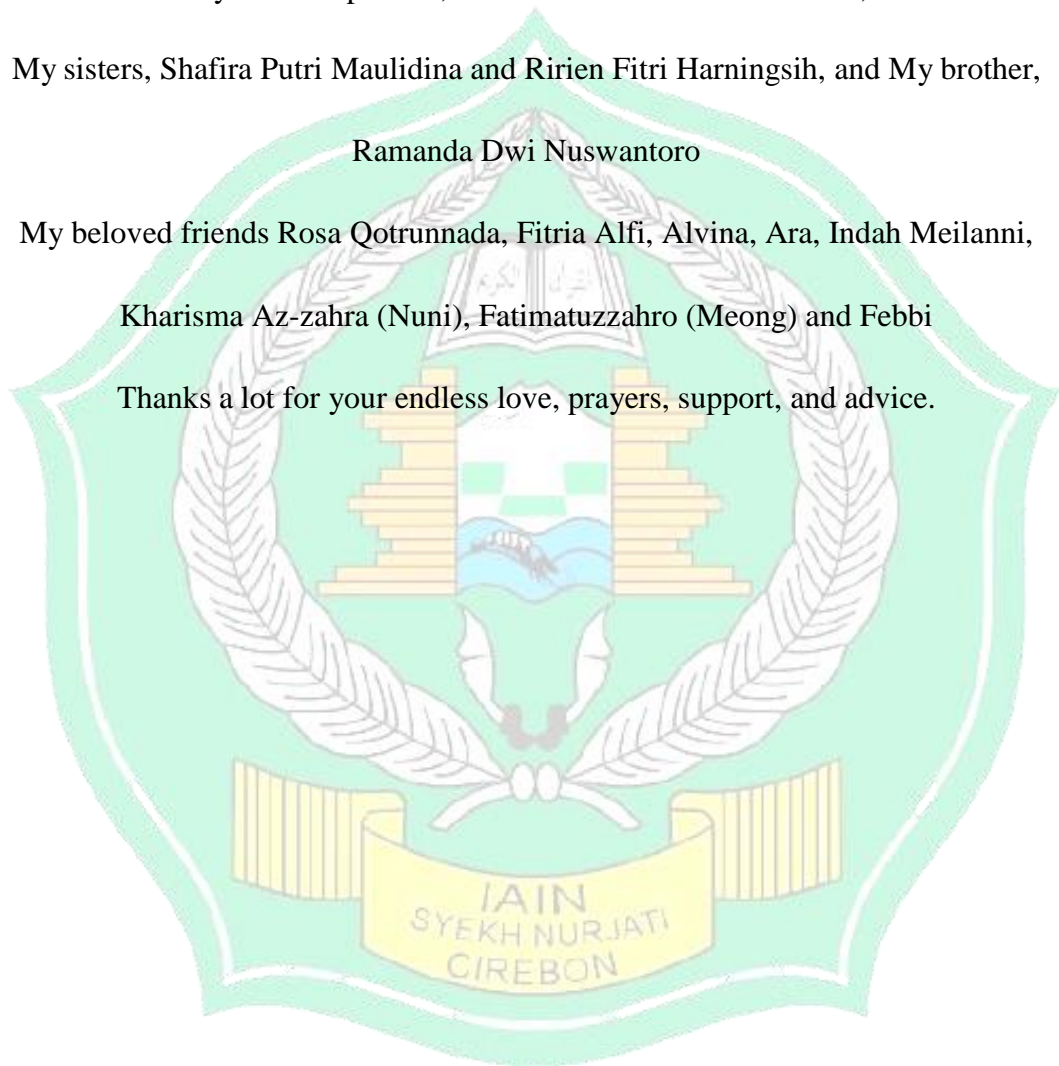 My sisters, Shafira Putri Maulidina and Ririen Fitri Harningsih, and My brother,
Ramanda Dwi Nuswantoro
My beloved friends Rosa Qotrunnada, Fitria Alfi, Alvina, Ara, Indah Meilanni,
Kharisma Az-zahra (Nuni), Fatimatuzzahro (Meong) and Febbi
Thanks a lot for your endless love, prayers, support, and advice.
IAIN
SYEKH NURJATI
CIREBON